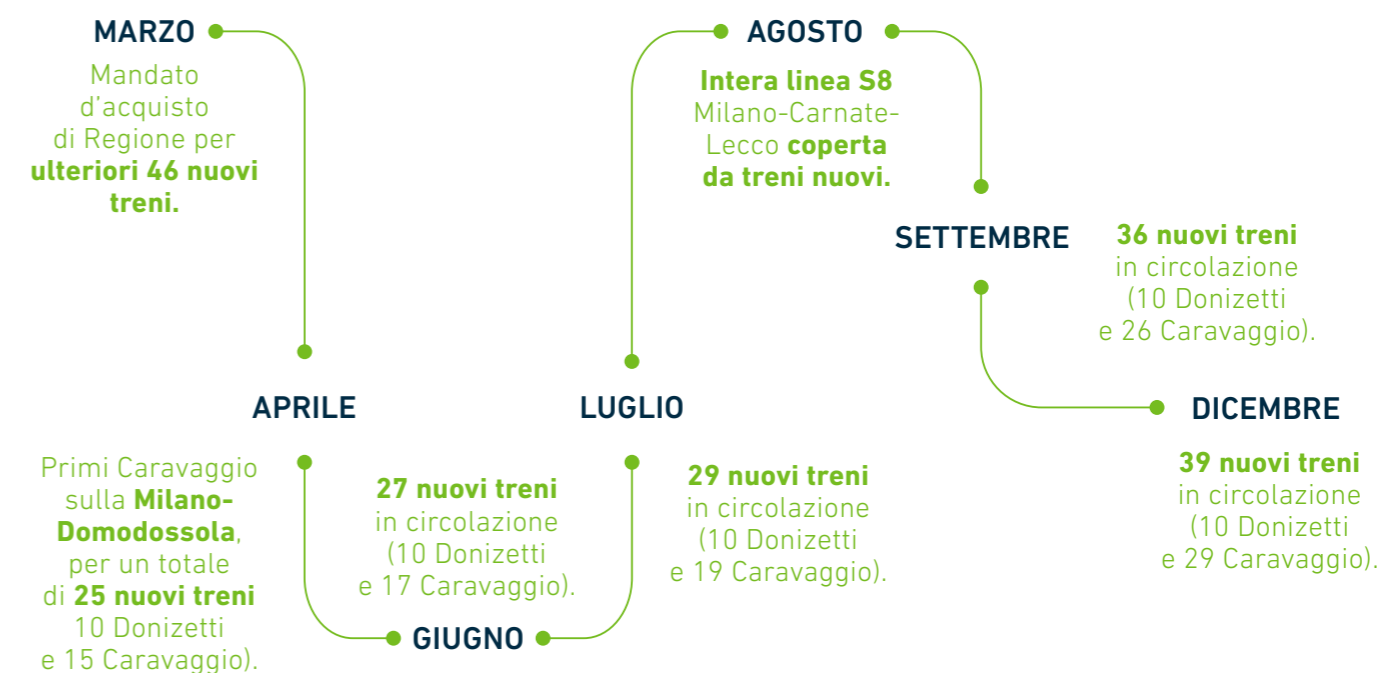 MARZO
Mandato
d'acquisto
di Regione per
ulteriori 46 nuovi
treni.
APRILE
Primi Caravaggio
sulla Milano-
Domodossola,
per un totale
di 25 nuovi treni
10 Donizetti
e 15 Caravaggio).
GIUGNO
27 nuovi treni
in circolazione
(10 Donizetti
e 17 Caravaggio).
LUGLIO
29 nuovi treni
in circolazione
(10 Donizetti
e 19 Caravaggio).
AGOSTO
Intera linea S8
Milano-Carnate-
Lecco coperta
da treni nuovi.
SETTEMBRE
36 nuovi treni
in circolazione
(10 Donizetti
e 26 Caravaggio).
DICEMBRE
39 nuovi treni
in circolazione
(10 Donizetti
e 29 Caravaggio).